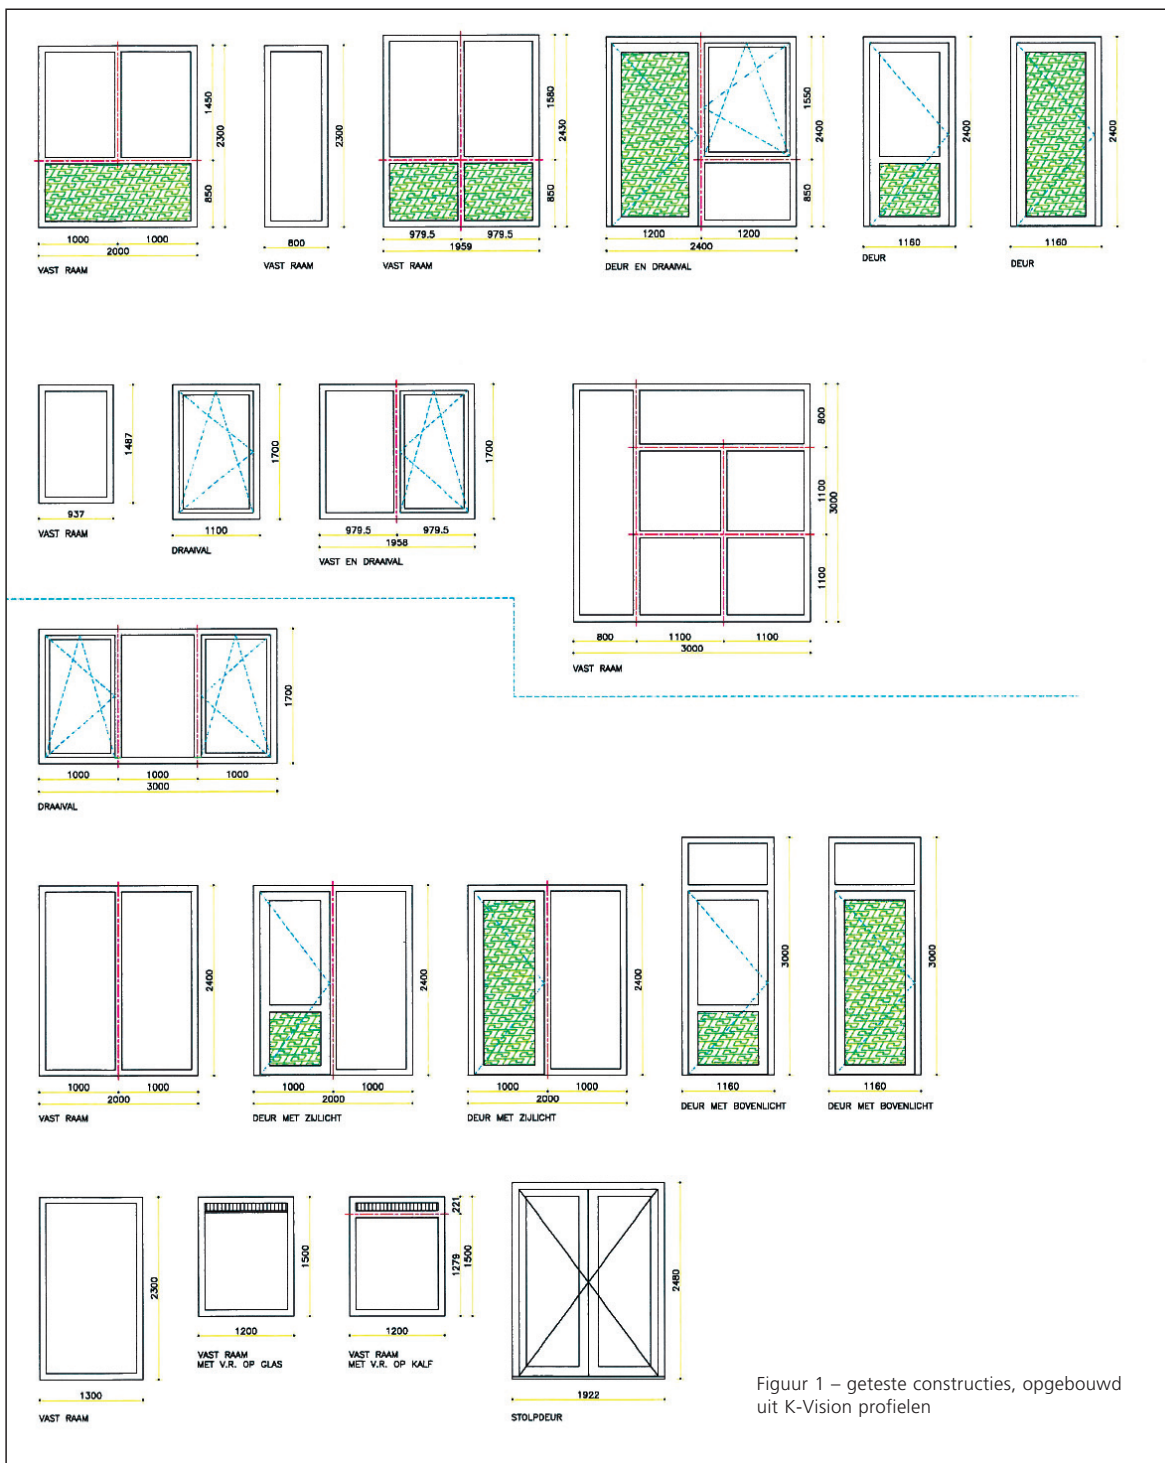 1450
2300
850
1000 1000
2000
VAST RAAM
2300
800
VAST RAAM
1580
2430
850
979.5 979.5
1959
VAST RAAM
1550
2400
850
1200 1200
2400
DEUR EN DRAAIVAL
2400
1160
DEUR
2400
1160
DEUR
1487
937
VAST RAAM
1700
1100
DRAAIVAL
1700
979.5 979.5
1958
VAST EN DRAAIVAL
800
1100
3000
1100
800 1100 1100
3000
VAST RAAM
1700
1000 1000 1000
3000
DRAAIVAL
2400
1000 1000
2000
VAST RAAM
2400
1000 1000
2000
DEUR MET ZIJLICHT
2400
1000 1000
2000
DEUR MET ZIJLICHT
3000
1160
DEUR MET BOVENLICHT
3000
1160
DEUR MET BOVENLICHT
2300
1300
VAST RAAM
1500
1200
VAST RAAM
MET V.R. OP GLAS
221
1279
1500
1200
VAST RAAM
MET V.R. OP KALF
2480
1922
STOLPDEUR
Figuur 1 – geteste constructies, opgebouwd
uit K-Vision profielen